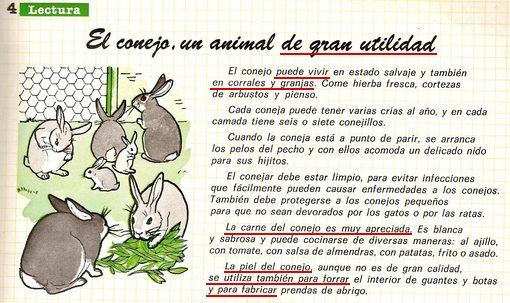 4 Lectura
El conejo, un animal de gran utilidad
El conejo puede vivir en estado salvaje y también
en corrales y granjas. Come hierba fresca, cortezas
de arbustos y pienso.
Cada coneja puede tener varias crías al año, y en cada
camada tiene seis o siete conejillos.
Cuando la coneja está a punto de parir, se arranca
los pelos del pecho y con ellos acomoda un delicado nido
para sus hijitos.
El conejar debe estar limpio, para evitar infecciones
que fácilmente pueden causar enfermedades a los conejos.
También debe protegerse a los conejos pequeños
para que no sean devorados por los gatos o por las ratas.
La carne del conejo es muy apreciada. Es blanca
y sabrosa y puede cocinarse de diversas maneras: al ajillo,
con tomate, con salsa de almendras, con patatas, frito o asado.
La piel del conejo, aunque no es de gran calidad,
se utiliza también para forrar el interior de guantes y botas
y para fabricar prendas de abrigo.